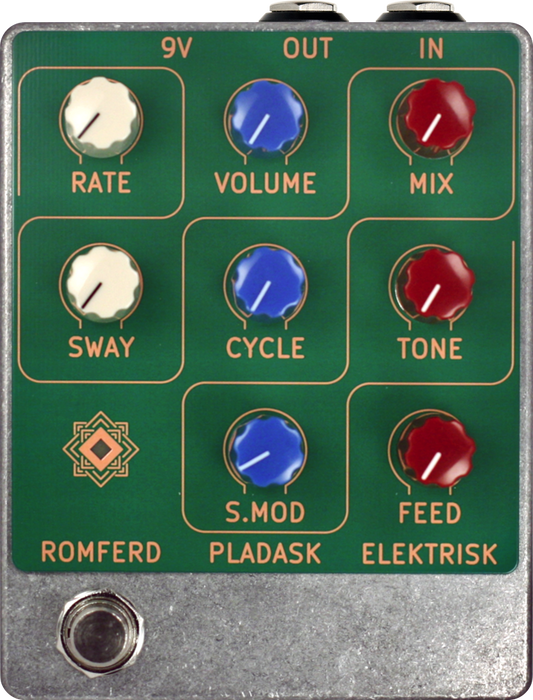 9V OUT IN
RATE VOLUME MIX
SWAY CYCLE TONE
S.MOD FEED
ROMFERD PLADASK ELEKTRISK